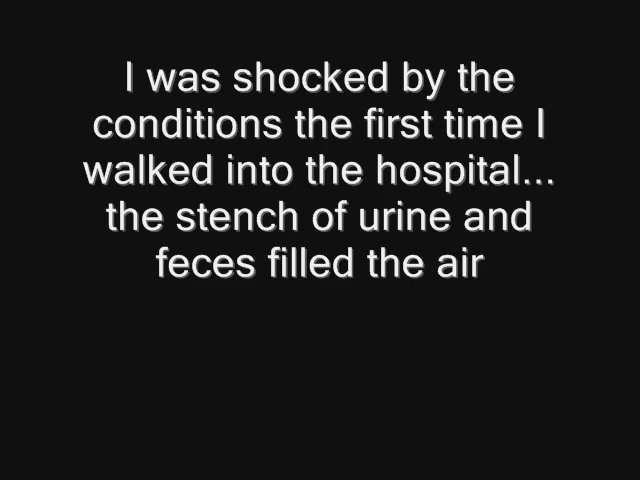 I was shocked by the
conditions the first time I
walked into the hospital...
the stench of urine and
feces filled the air